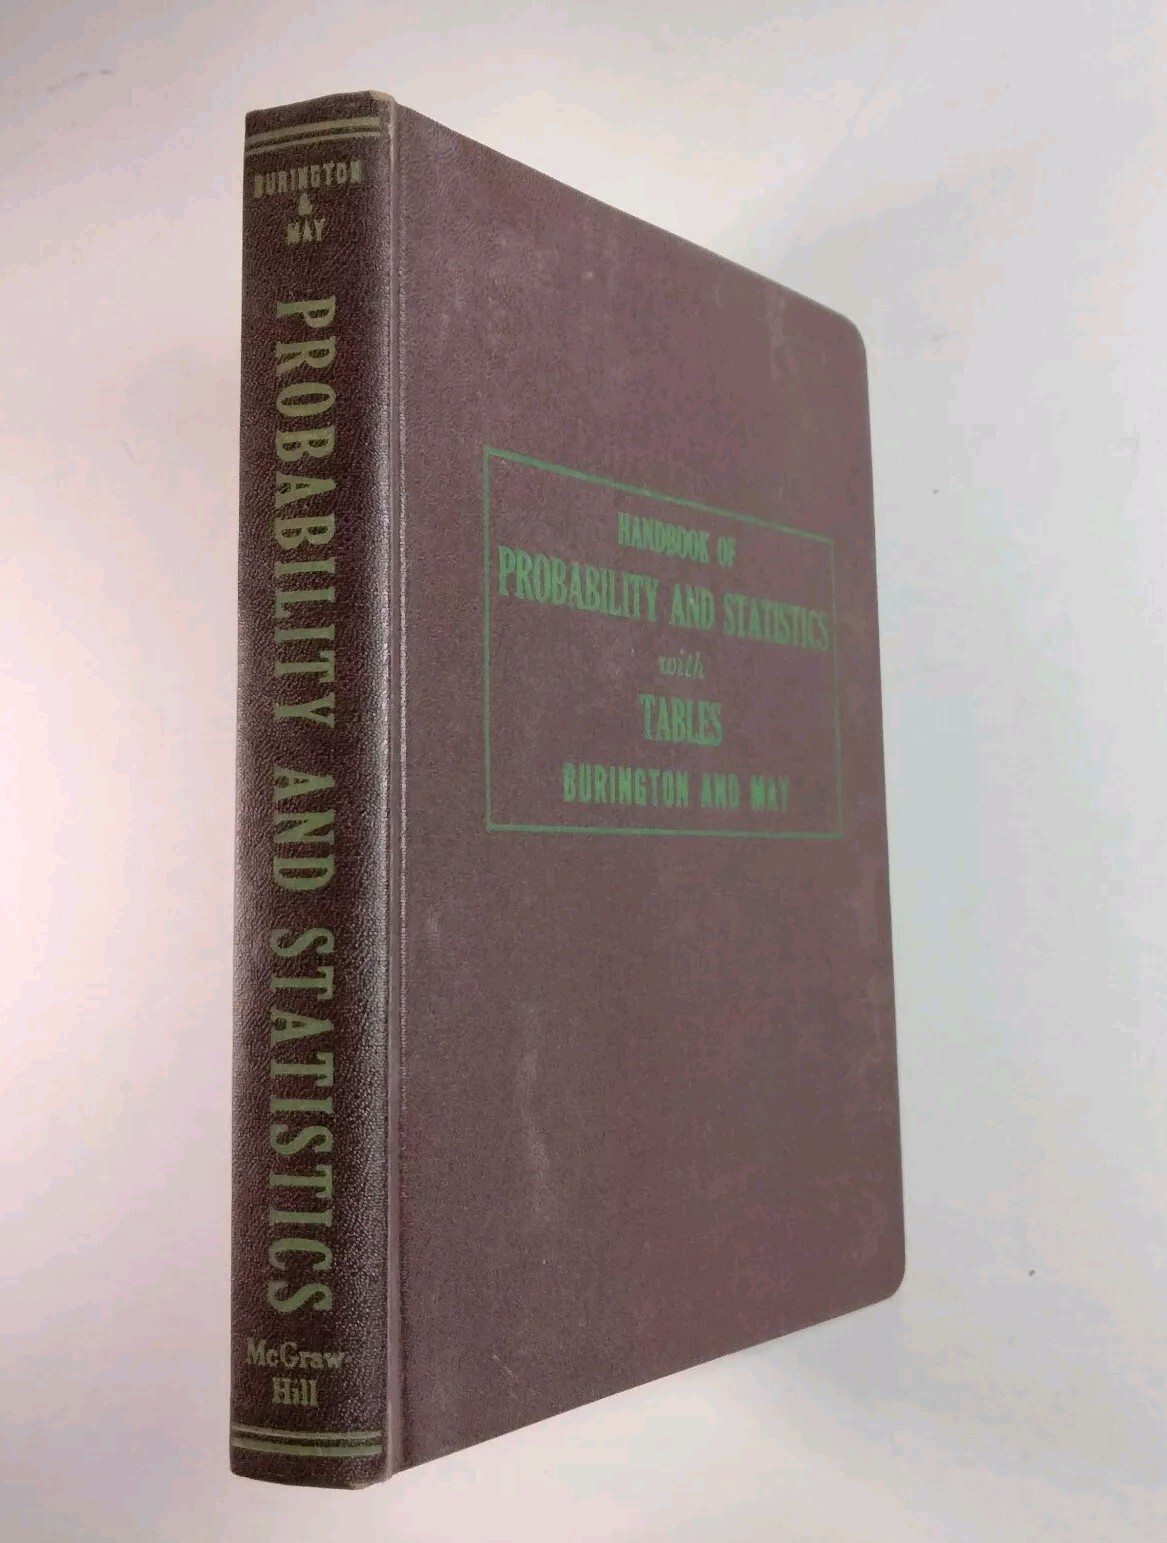 BURINGTON
&
MAY
PROBABILITY AND STATISTICS
McGraw-
Hill
HANDBOOK OF
PROBABILITY AND STATISTICS
with
TABLES
BURINGTON AND MAY